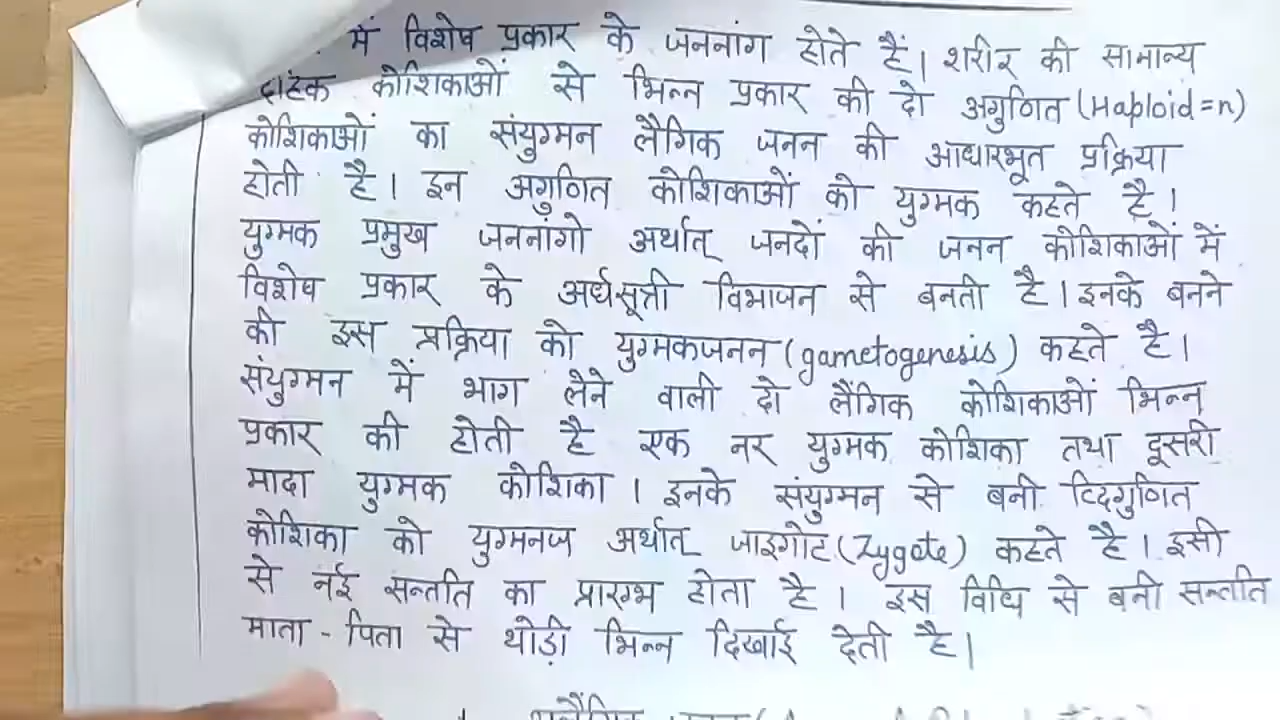 में विशेष प्रकार के जननांग होते हैं। शरीर की सामान्य
कोशिकाओं से भिन्न प्रकार की दो अगुणित (Haploid=n)
कोशिकाओं का संयुग्मन लैगिक जनन की आधारभूत प्रक्रिया
होती है। इन अगुणित कोशिकाओं को युग्मक कहते है।
युग्मक प्रमुख जननांगो अर्थात् जनदों की जनन कोशिकाओं में
विशेष प्रकार के अर्धसूत्री विभाजन से बनती है। इनके बनने
की इस प्रक्रिया को युग्मकजनन (gametogenesis) कहते है।
संयुग्मन में भाग लेने वाली दो लैंगिक कोशिकाओं भिन्न
प्रकार की होती है एक नर युग्मक कोशिका तथा दूसरी
मादा युग्मक कोशिका । इनके संयुग्मन से बनी द्विगुणित
कोशिका को युग्मनज अर्थात् जाइगोट (Zygote) कहते है । इसी
से नई सन्तति का प्रारम्भ होता है । इस विधि से बनी सन्तति
माता - पिता से थोड़ी भिन्न दिखाई देती है।